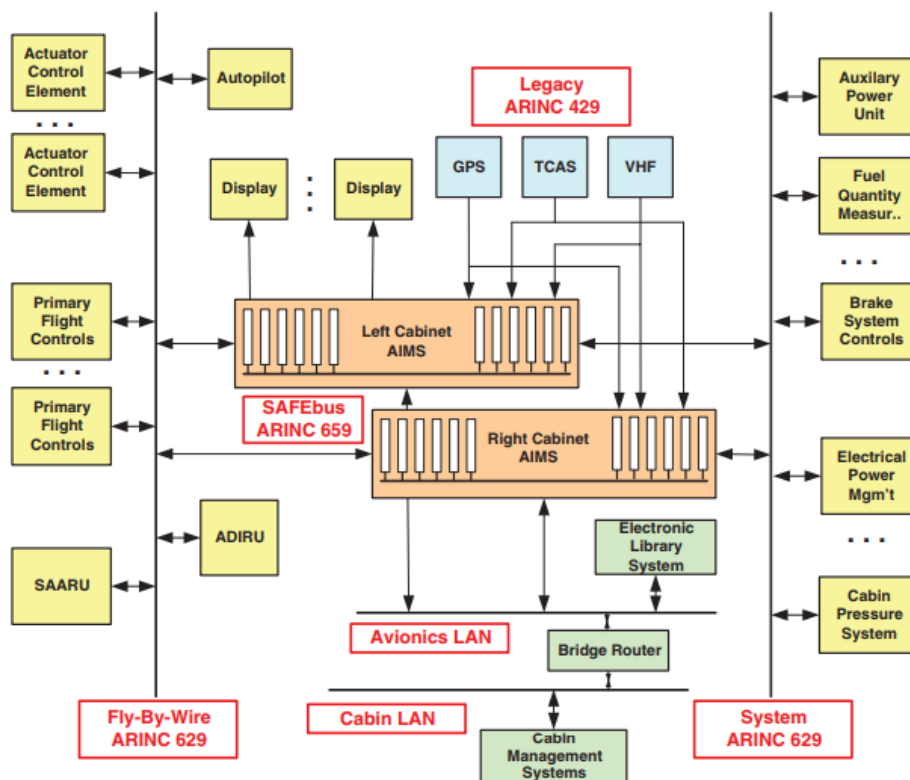 Actuator
Control
Element
. . .
Actuator
Control
Element
Autopilot
Legacy
ARINC 429
Auxilary
Power
Unit
Display
Display
GPS
TCAS
VHF
Fuel
Quantity
Measur..
. . .
Primary
Flight
Controls
. . .
Primary
Flight
Controls
Left Cabinet
AIMS
Brake
System
Controls
SAFEbus
ARINC 659
Right Cabinet
AIMS
Electrical
Power
Mgm't
. . .
ADIRU
SAARU
Electronic
Library
System
Cabin
Pressure
System
Avionics LAN
Bridge Router
Fly-By-Wire
ARINC 629
Cabin LAN
System
ARINC 629
Cabin
Management
Systems